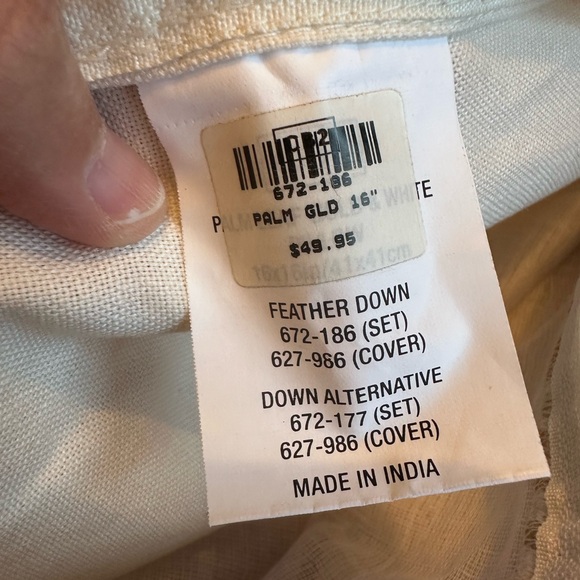 CB2
672-186
PALM GLD 16"
$49.95
16x16in(41x41cm
FEATHER DOWN
672-186 (SET)
627-986 (COVER)
DOWN ALTERNATIVE
672-177 (SET)
627-986 (COVER)
MADE IN INDIA